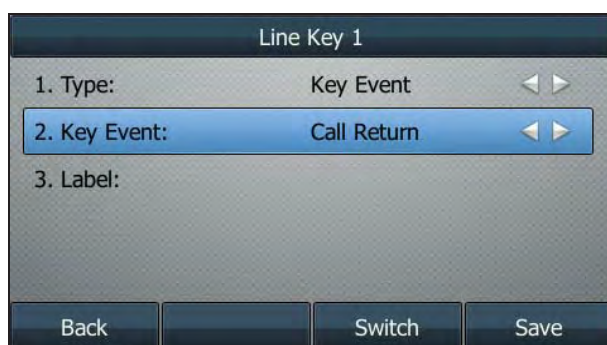 Line Key 1
1. Type: Key Event
2. Key Event: Call Return
3. Label:
Back Switch Save